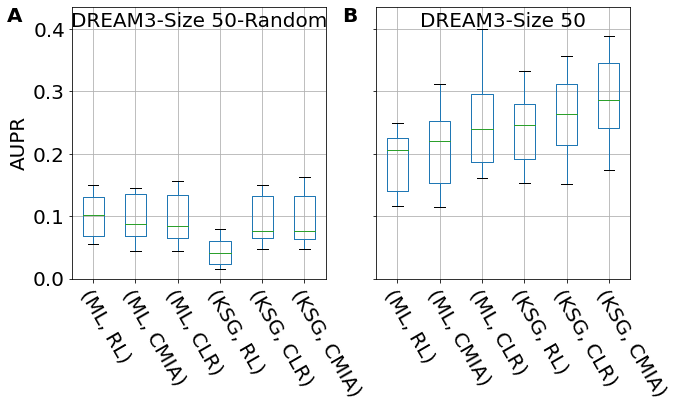 A
DREAM3-Size 50-Random
B
DREAM3-Size 50
AUPR
0.4
0.3
0.2
0.1
0.0
(ML, RL)
(ML, CMIA)
(ML, CLR)
(KSG, RL)
(KSG, CLR)
(KSG, CMIA)
(ML, RL)
(ML, CMIA)
(ML, CLR)
(KSG, RL)
(KSG, CLR)
(KSG, CMIA)